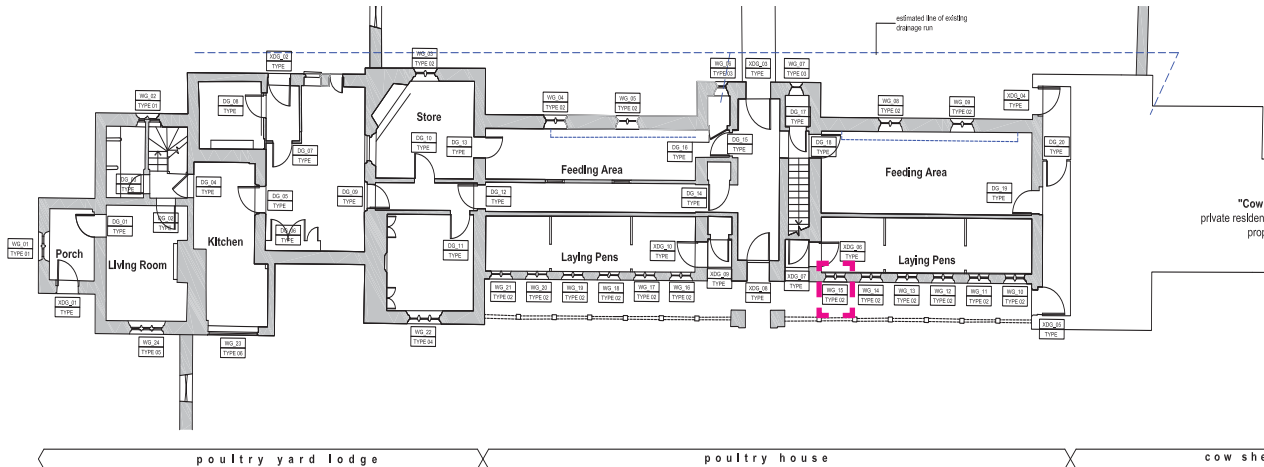 estimated line of existing
drainage run
XDG_02
TYPE
WG_03
TYPE 02
XDG_03
TYPE
WG_07
TYPE 03
TYPE 03
WG_02
TYPE 01
DG_08
TYPE
WG_04
TYPE 02
WG_05
TYPE 02
WG_08
TYPE 02
WG_09
TYPE 02
XDG_04
TYPE
DG_17
TYPE
Store
DG_10
TYPE
DG_13
TYPE
DG_15
TYPE
DG_16
TYPE
DG_18
TYPE
DG_20
TYPE
DG_07
TYPE
Feeding Area
Feeding Area
TYPE
DG_04
TYPE
DG_05
TYPE
DG_09
TYPE
DG_12
TYPE
DG_14
TYPE
DG_19
TYPE
"Cow
private residen
prop
DG_01
TYPE
DG_02
TYPE
TYPE
DG_11
TYPE
WG_01
TYPE 01
Porch
Living Room
Kitchen
XDG_10
TYPE
XDG_06
TYPE
Laying Pens
Laying Pens
XDG_09
TYPE
XDG_07
TYPE
XDG_01
TYPE
WG_21
TYPE 02
WG_20
TYPE 02
WG_19
TYPE 02
WG_18
TYPE 02
WG_17
TYPE 02
WG_16
TYPE 02
XDG_08
TYPE
WG_15
TYPE 02
WG_14
TYPE 02
WG_13
TYPE 02
WG_12
TYPE 02
WG_11
TYPE 02
WG_10
TYPE 02
XDG_05
TYPE
WG_24
TYPE 05
WG_23
TYPE 06
WG_22
TYPE 04
poultry yard lodge
poultry house
cow she